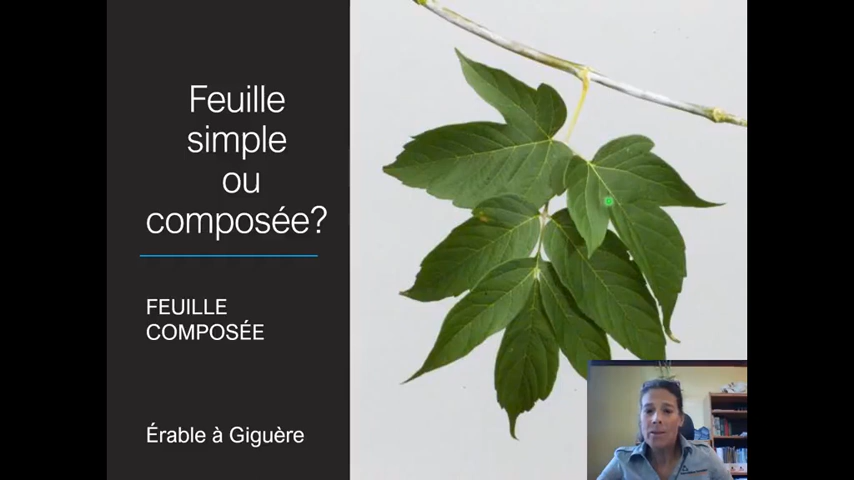 Feuille
simple
ou
composée?
FEUILLE
COMPOSÉE
Érable à Giguère